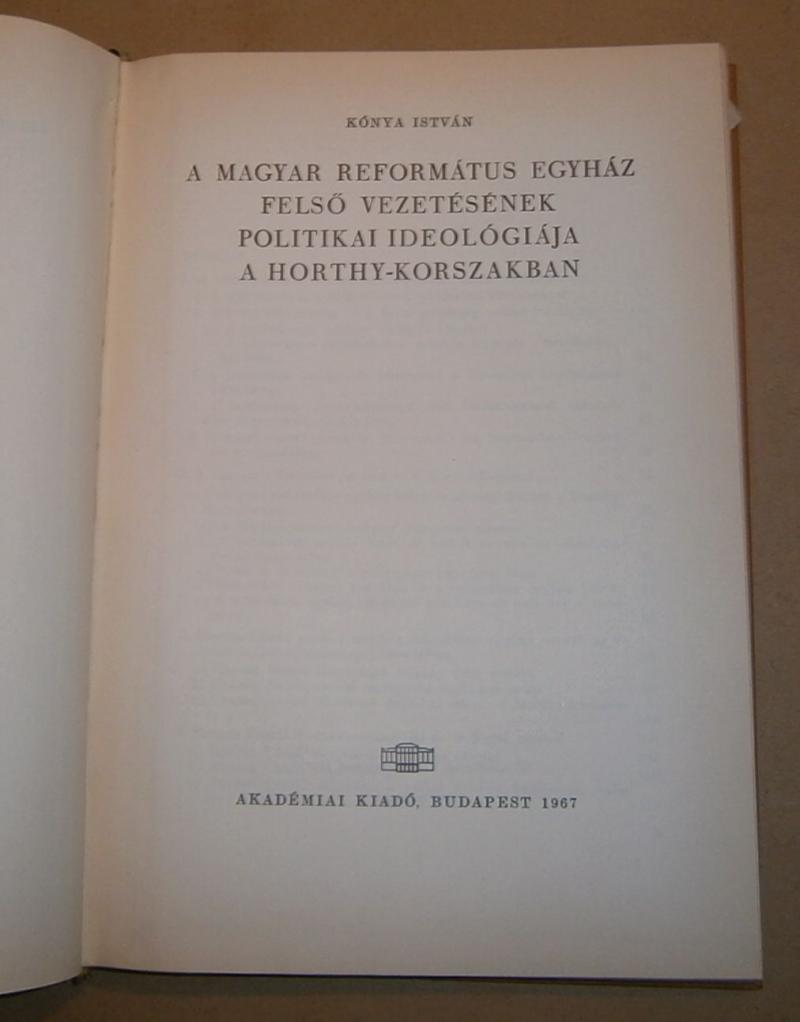 KÓNYA ISTVÁN
A MAGYAR REFORMÁTUS EGYHÁZ
FELSŐ VEZETÉSÉNEK
POLITIKAI IDEOLÓGIÁJA
A HORTHY-KORSZAKBAN
AKADÉMIAI KIADÓ, BUDAPEST 1967